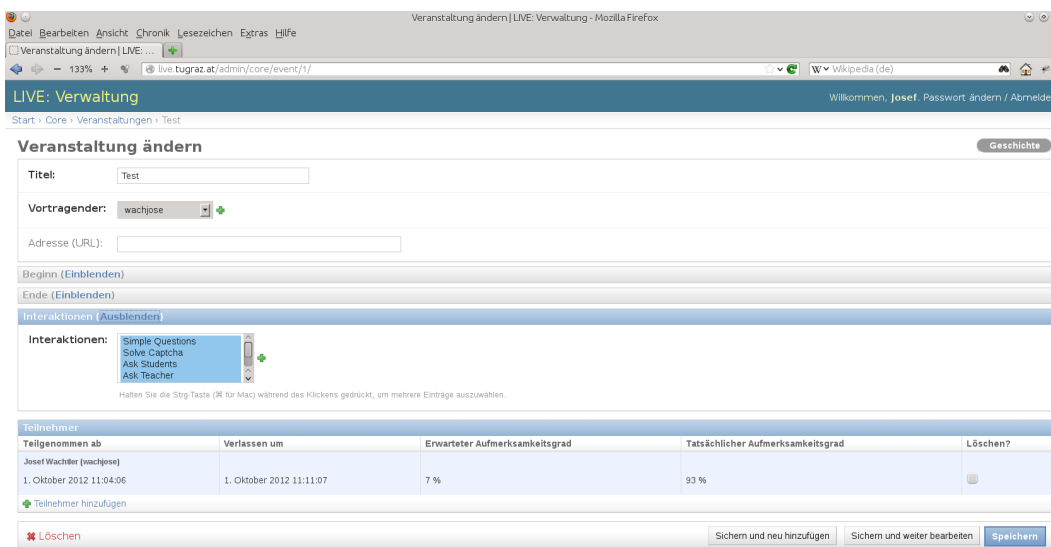 Veranstaltung ändern | LIVE: Verwaltung - Mozilla Firefox
Datei Bearbeiten Ansicht Chronik Lesezeichen Extras Hilfe
Veranstaltung ändern | LIVE: ...
133% live.tugraz.at/admin/core/event/1/ W Wikipedia (de)
LIVE: Verwaltung Willkommen, Josef. Passwort ändern / Abmelde
Start › Core › Veranstaltungen › Test
Veranstaltung ändern Geschichte
Titel: Test
Vortragender: wachjose
Adresse (URL):
Beginn (Einblenden)
Ende (Einblenden)
Interaktionen (Ausblenden)
Interaktionen: Simple Questions
Solve Captcha
Ask Students
Ask Teacher
Halten Sie die Strg-Taste (⌘ für Mac) während des Klickens gedrückt, um mehrere Einträge auszuwählen.
Teilnehmer
Teilgenommen ab Verlassen um Erwarteter Aufmerksamkeitsgrad Tatsächlicher Aufmerksamkeitsgrad Löschen?
Josef Wachtler (wachjose)
1. Oktober 2012 11:04:06 1. Oktober 2012 11:11:07 7 % 93 %
Teilnehmer hinzufügen
Löschen Sichern und neu hinzufügen Sichern und weiter bearbeiten Speichern